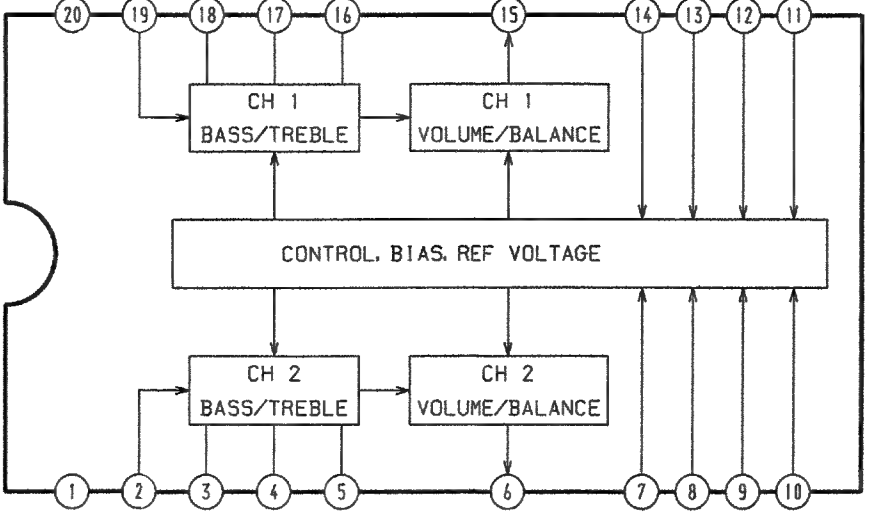 20 19 18 17 16 15 14 13 12 11
CH 1
BASS/TREBLE
CH 1
VOLUME/BALANCE
CONTROL. BIAS. REF VOLTAGE
CH 2
BASS/TREBLE
CH 2
VOLUME/BALANCE
1 2 3 4 5 6 7 8 9 10